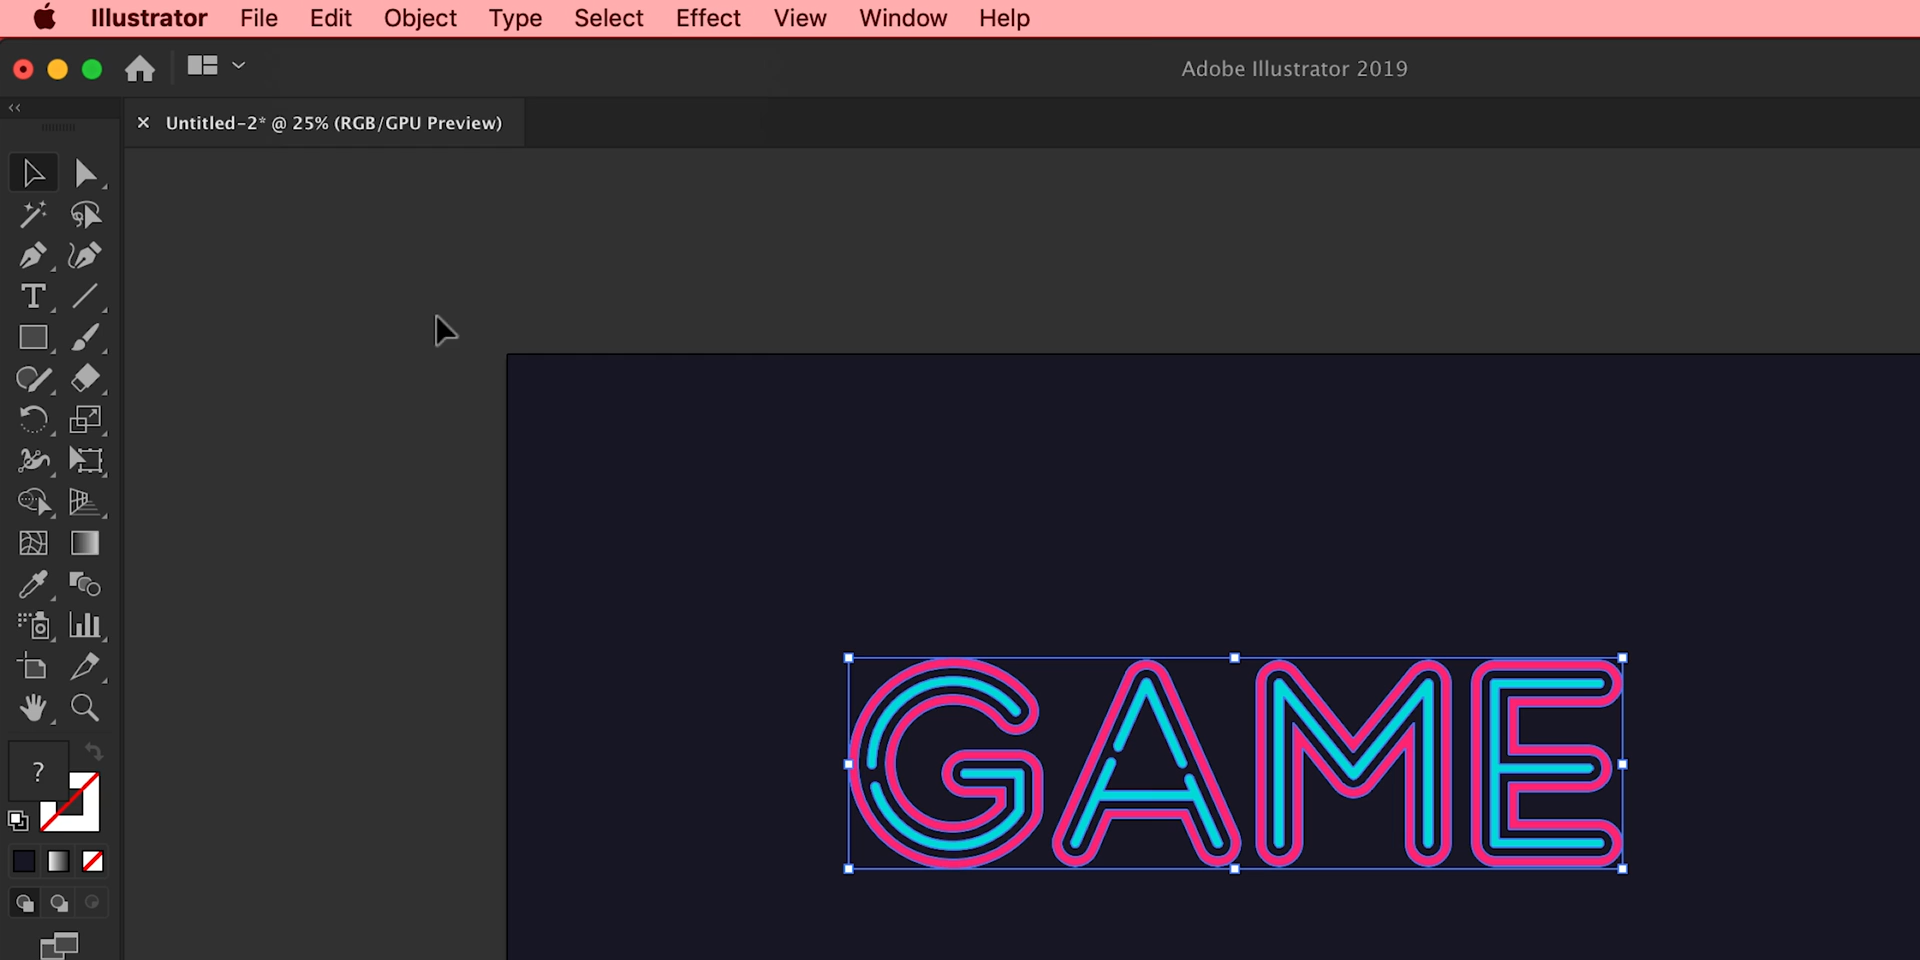 Illustrator File Edit Object Type Select Effect View Window Help
Adobe Illustrator 2019
× Untitled-2* @ 25% (RGB/GPU Preview)
?
GAME